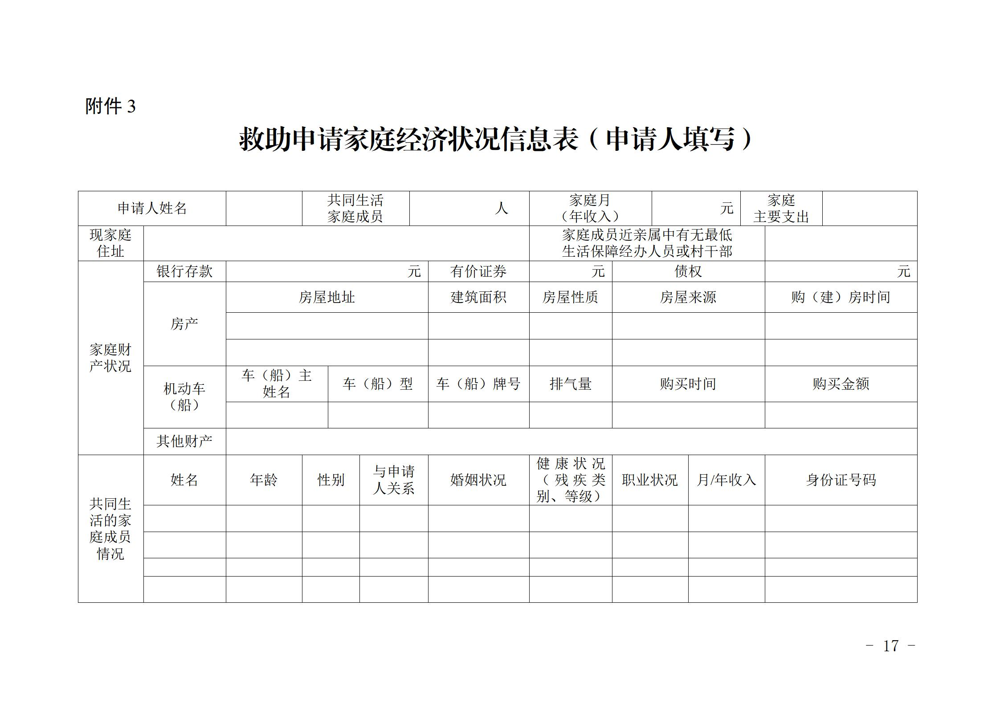 附件 3
救助申请家庭经济状况信息表（申请人填写）
申请人姓名
共同生活
家庭成员
人
家庭月
（年收入）
元
家庭
主要支出
现家庭
住址
家庭成员近亲属中有无最低
生活保障经办人员或村干部
家庭财
产状况
银行存款
元
有价证券
元
债权
元
房产
房屋地址
建筑面积
房屋性质
房屋来源
购（建）房时间
机动车
（船）
车（船）主
姓名
车（船）型
车（船）牌号
排气量
购买时间
购买金额
其他财产
共同生
活的家
庭成员
情况
姓名
年龄
性别
与申请
人关系
婚姻状况
健康状况
（残疾类
别、等级）
职业状况
月/年收入
身份证号码
- 17 -